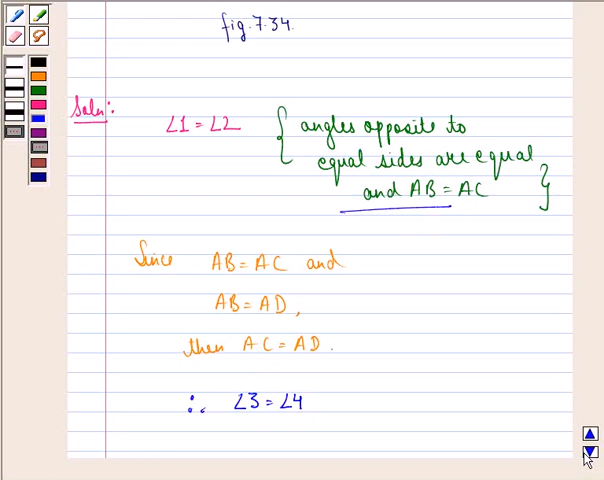 fig. 7.34.
Soln:
∠1 = ∠2 { angles opposite to
equal sides are equal
and AB = AC }
Since AB = AC and
AB = AD,
then AC = AD.
∴ ∠3 = ∠4